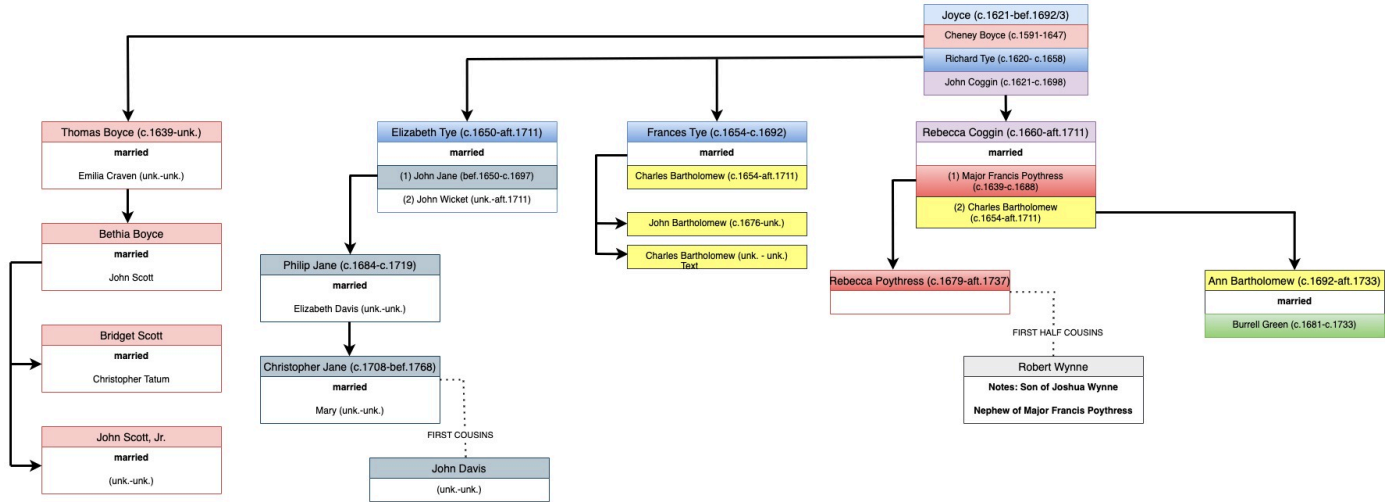 Joyce (c.1621-bef.1692/3)
Cheney Boyce (c.1591-1647)
Richard Tye (c.1620- c.1658)
John Coggin (c.1621-c.1698)
Thomas Boyce (c.1639-unk.)
married
Emilia Craven (unk.-unk.)
Elizabeth Tye (c.1650-aft.1711)
married
(1) John Jane (bef.1650-c.1697)
(2) John Wicket (unk.-aft.1711)
Frances Tye (c.1654-c.1692)
married
Charles Bartholomew (c.1654-aft.1711)
John Bartholomew (c.1676-unk.)
Charles Bartholomew (unk. - unk.)
Text
Rebecca Coggin (c.1660-aft.1711)
married
(1) Major Francis Poythress
(c.1639-c.1688)
(2) Charles Bartholomew
(c.1654-aft.1711)
Bethia Boyce
married
John Scott
Philip Jane (c.1684-c.1719)
married
Elizabeth Davis (unk.-unk.)
Rebecca Poythress (c.1679-aft.1737)
Ann Bartholomew (c.1692-aft.1733)
married
Burrell Green (c.1681-c.1733)
FIRST HALF COUSINS
Bridget Scott
married
Christopher Tatum
Christopher Jane (c.1708-bef.1768)
married
Mary (unk.-unk.)
Robert Wynne
Notes: Son of Joshua Wynne
Nephew of Major Francis Poythress
FIRST COUSINS
John Scott, Jr.
married
(unk.-unk.)
John Davis
(unk.-unk.)